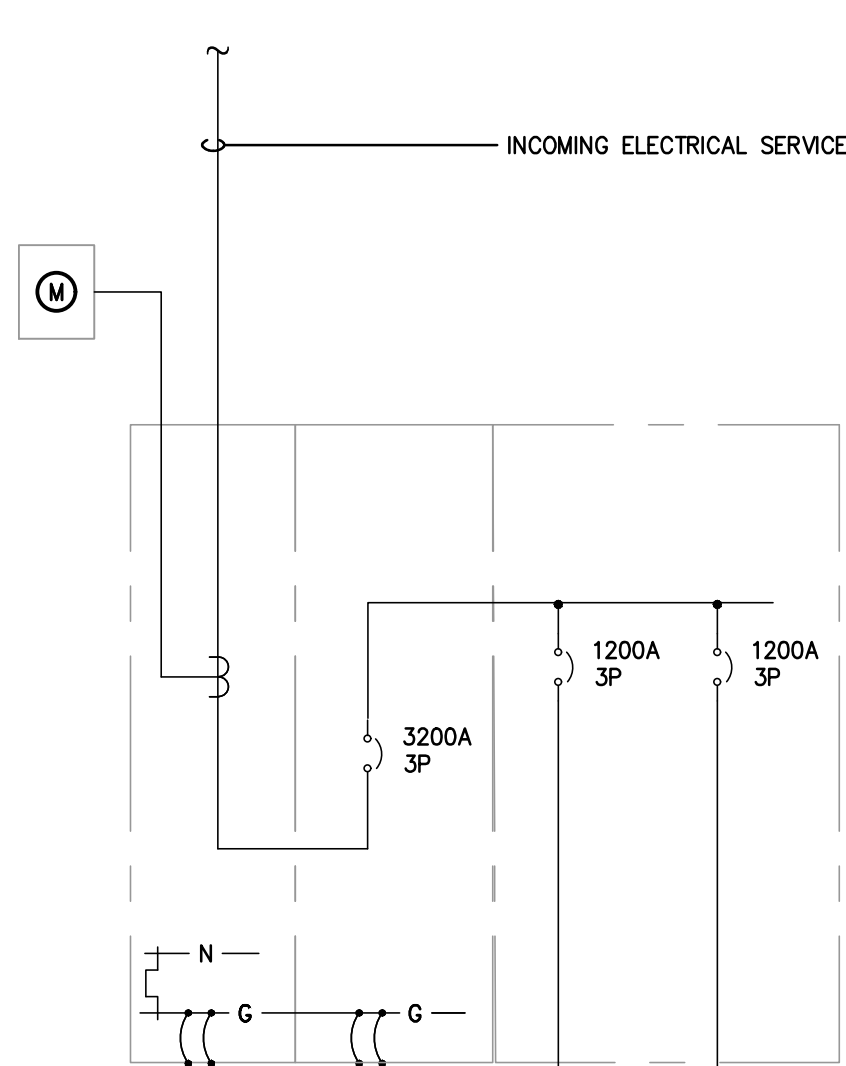 INCOMING ELECTRICAL SERVICE
M
1200A
3P
1200A
3P
3200A
3P
N
G
G